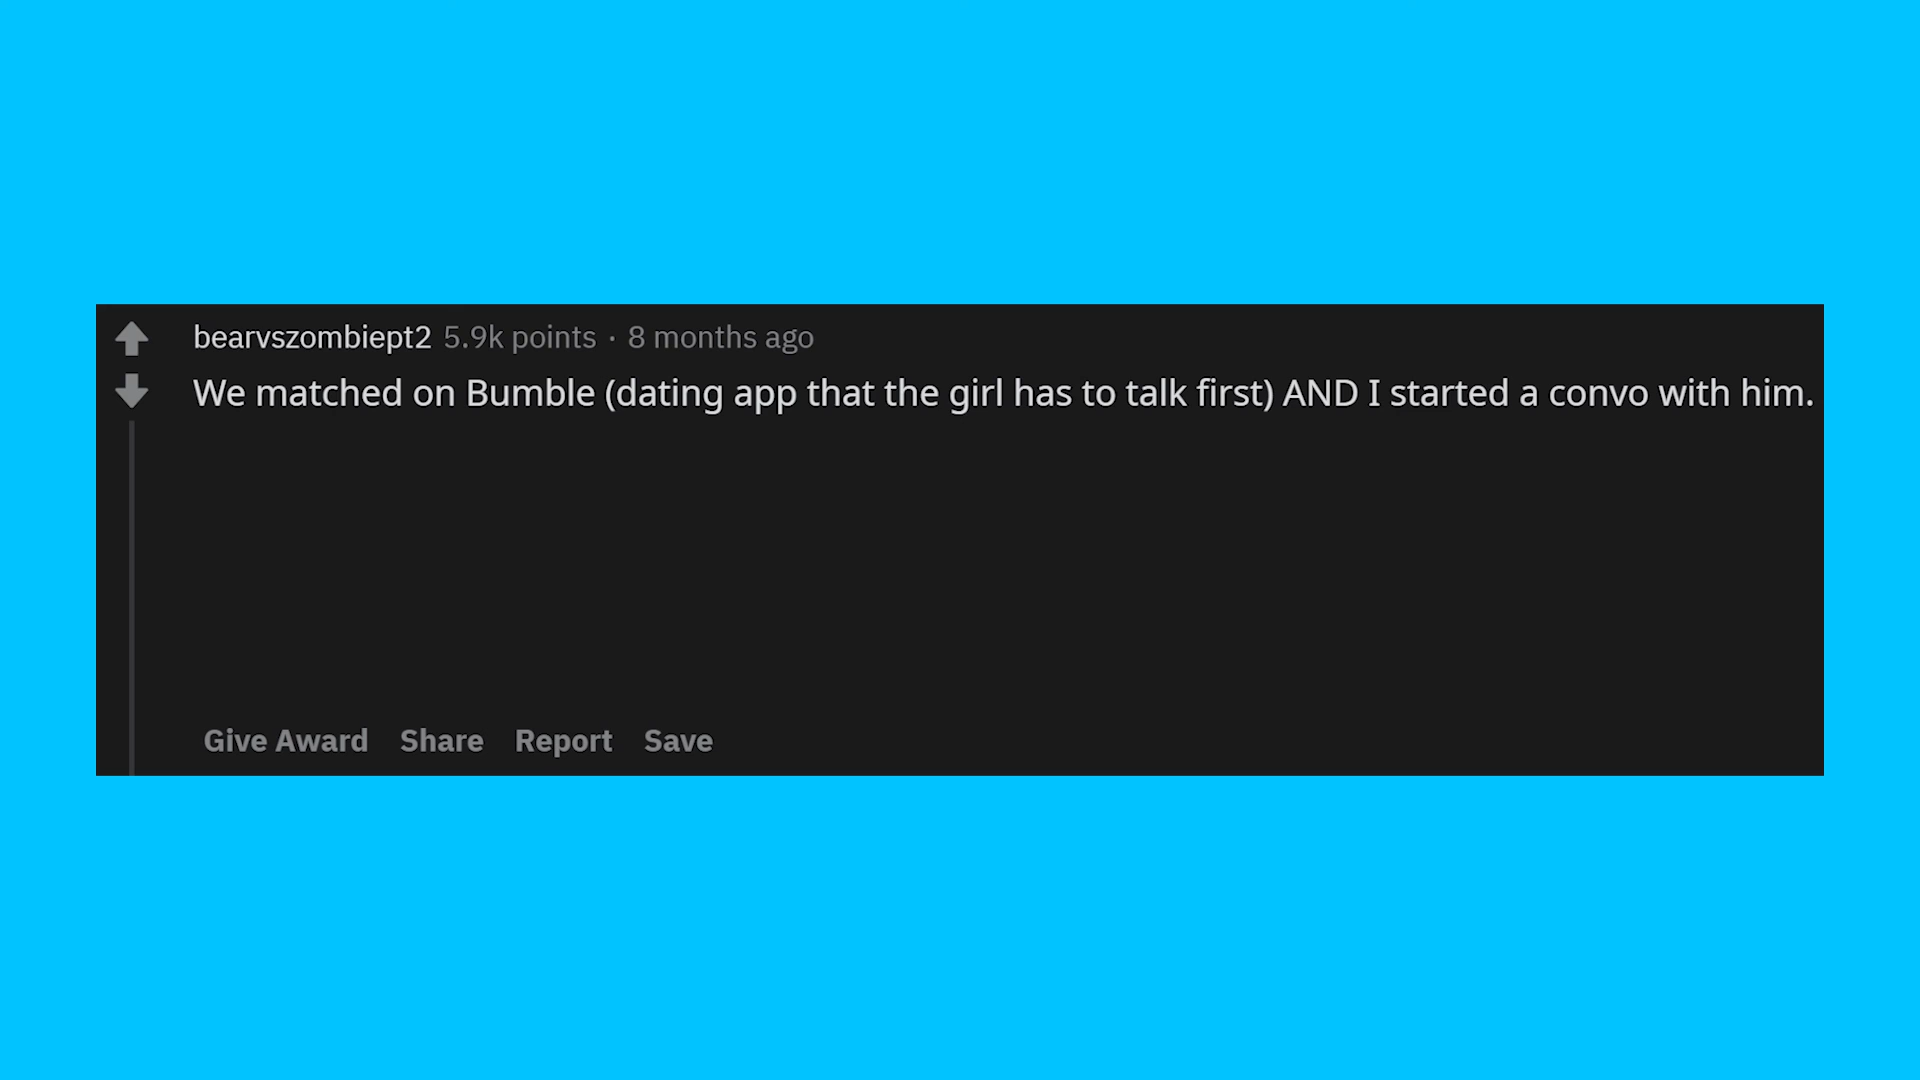 bearvszombiept2 5.9k points · 8 months ago
We matched on Bumble (dating app that the girl has to talk first) AND I started a convo with him.
Give Award Share Report Save